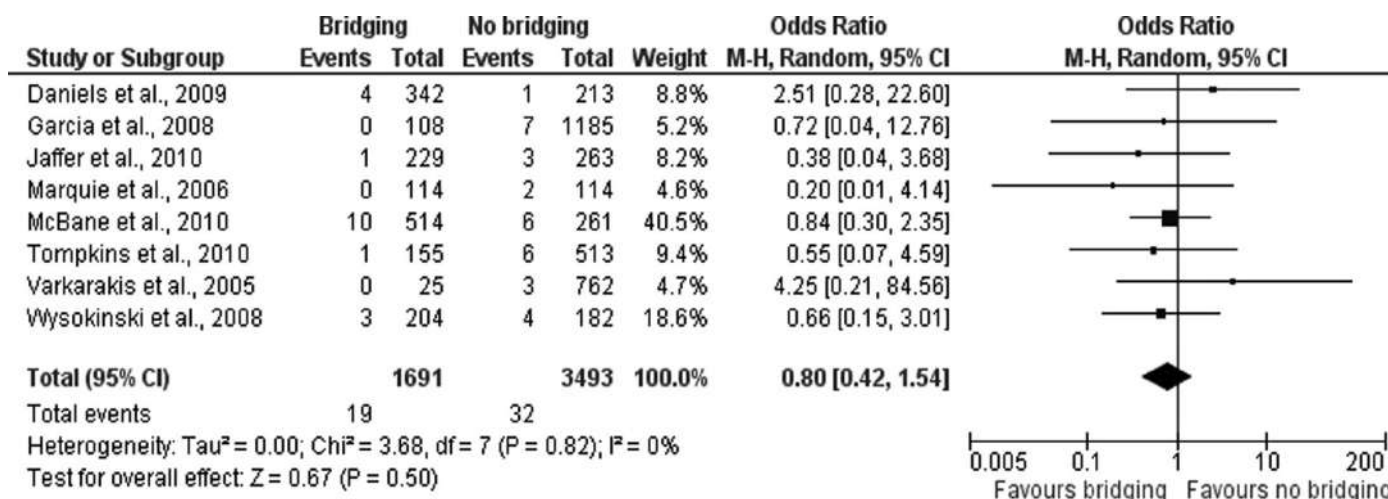 Bridging No bridging Odds Ratio Odds Ratio
Study or Subgroup Events Total Events Total Weight M-H, Random, 95% CI M-H, Random, 95% CI
Daniels et al., 2009 4 342 1 213 8.8% 2.51 [0.28, 22.60]
Garcia et al., 2008 0 108 7 1185 5.2% 0.72 [0.04, 12.76]
Jaffer et al., 2010 1 229 3 263 8.2% 0.38 [0.04, 3.68]
Marquie et al., 2006 0 114 2 114 4.6% 0.20 [0.01, 4.14]
McBane et al., 2010 10 514 6 261 40.5% 0.84 [0.30, 2.35]
Tompkins et al., 2010 1 155 6 513 9.4% 0.55 [0.07, 4.59]
Varkarakis et al., 2005 0 25 3 762 4.7% 4.25 [0.21, 84.56]
Wysokinski et al., 2008 3 204 4 182 18.6% 0.66 [0.15, 3.01]
Total (95% CI) 1691 3493 100.0% 0.80 [0.42, 1.54]
Total events 19 32
Heterogeneity: Tau² = 0.00; Chi² = 3.68, df = 7 (P = 0.82); I² = 0%
Test for overall effect: Z = 0.67 (P = 0.50)
0.005 0.1 1 10 200
Favours bridging Favours no bridging